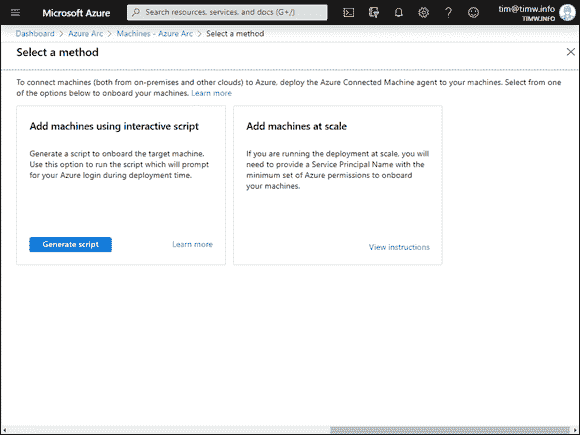 Microsoft Azure
Search resources, services, and docs (G+/)
tim@timw.info
TIMW.INFO
Dashboard > Azure Arc > Machines - Azure Arc > Select a method
Select a method
To connect machines (both from on-premises and other clouds) to Azure, deploy the Azure Connected Machine agent to your machines. Select from one
of the options below to onboard your machines. Learn more
Add machines using interactive script
Generate a script to onboard the target machine.
Use this option to run the script which will prompt
for your Azure login during deployment time.
Generate script
Learn more
Add machines at scale
If you are running the deployment at scale, you will
need to provide a Service Principal Name with the
minimum set of Azure permissions to onboard
your machines.
View instructions